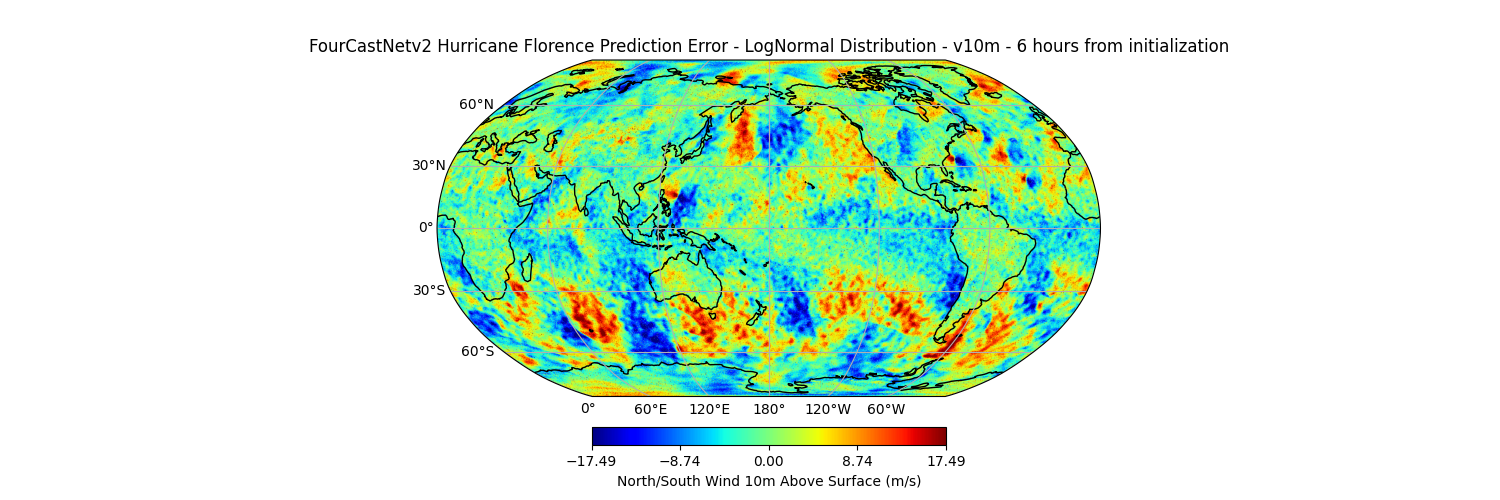 FourCastNetv2 Hurricane Florence Prediction Error - LogNormal Distribution - v10m - 6 hours from initialization
60°N
30°N
0°
30°S
60°S
0° 60°E 120°E 180° 120°W 60°W
−17.49 −8.74 0.00 8.74 17.49
North/South Wind 10m Above Surface (m/s)